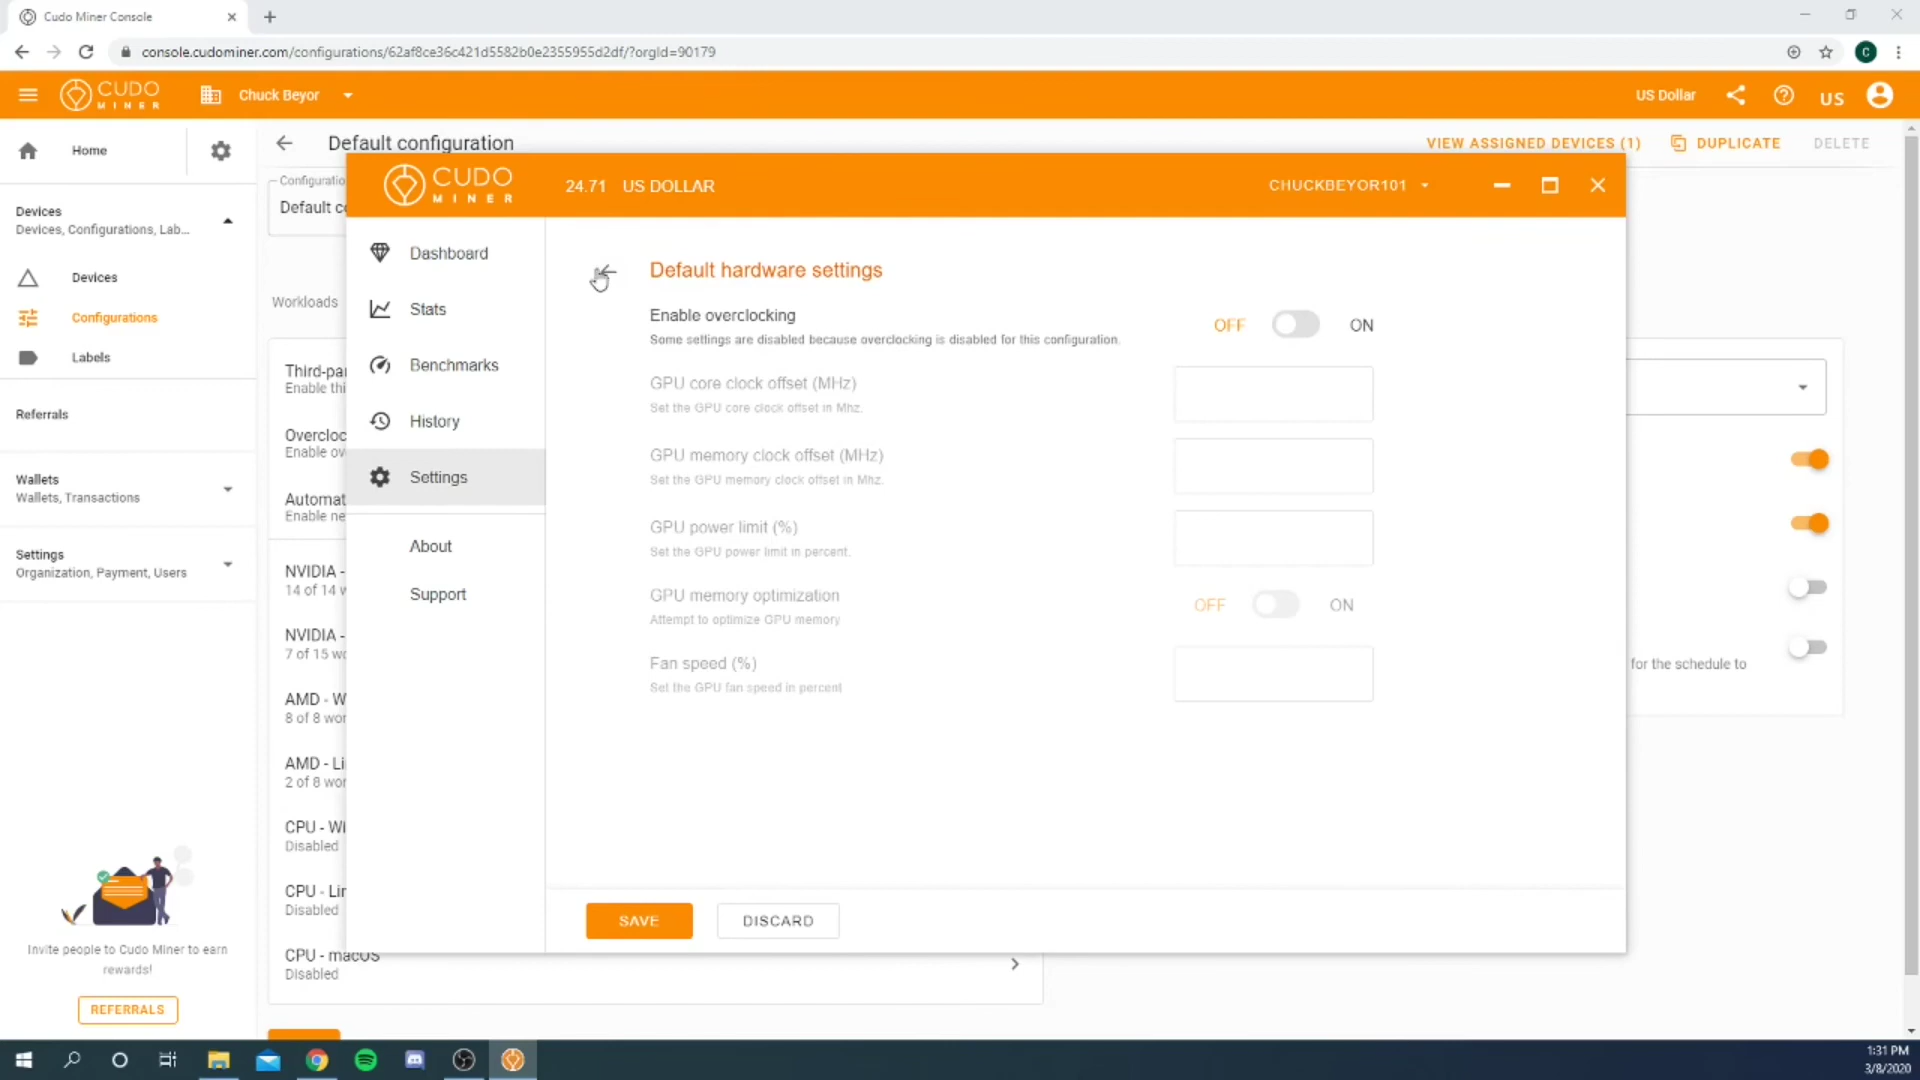 Cudo Miner Console
console.cudominer.com/configurations/62af8ce36c421d5582b0e2355955d2df/?orgId=90179
C
CUDO
MINER
Chuck Beyor
US Dollar
US
Home
Default configuration
VIEW ASSIGNED DEVICES (1)
DUPLICATE
DELETE
Devices
Devices, Configurations, Lab...
Devices
Configurations
Labels
Referrals
Wallets
Wallets, Transactions
Settings
Organization, Payment, Users
Invite people to Cudo Miner to earn
rewards!
REFERRALS
Configuratio
Default co
Workloads
Third-par
Enable thi
Overcloc
Enable ov
Automat
Enable ne
NVIDIA -
14 of 14 w
NVIDIA -
7 of 15 wo
AMD - W
8 of 8 wor
AMD - Li
2 of 8 wor
CPU - Wi
Disabled
CPU - Lir
Disabled
CPU - macOS
Disabled
for the schedule to
CUDO
MINER
24.71 US DOLLAR
CHUCKBEYOR101
Dashboard
Stats
Benchmarks
History
Settings
About
Support
Default hardware settings
Enable overclocking
Some settings are disabled because overclocking is disabled for this configuration.
OFF
ON
GPU core clock offset (MHz)
Set the GPU core clock offset in Mhz.
GPU memory clock offset (MHz)
Set the GPU memory clock offset in Mhz.
GPU power limit (%)
Set the GPU power limit in percent.
GPU memory optimization
Attempt to optimize GPU memory
OFF
ON
Fan speed (%)
Set the GPU fan speed in percent
SAVE
DISCARD
1:31 PM
3/8/2020